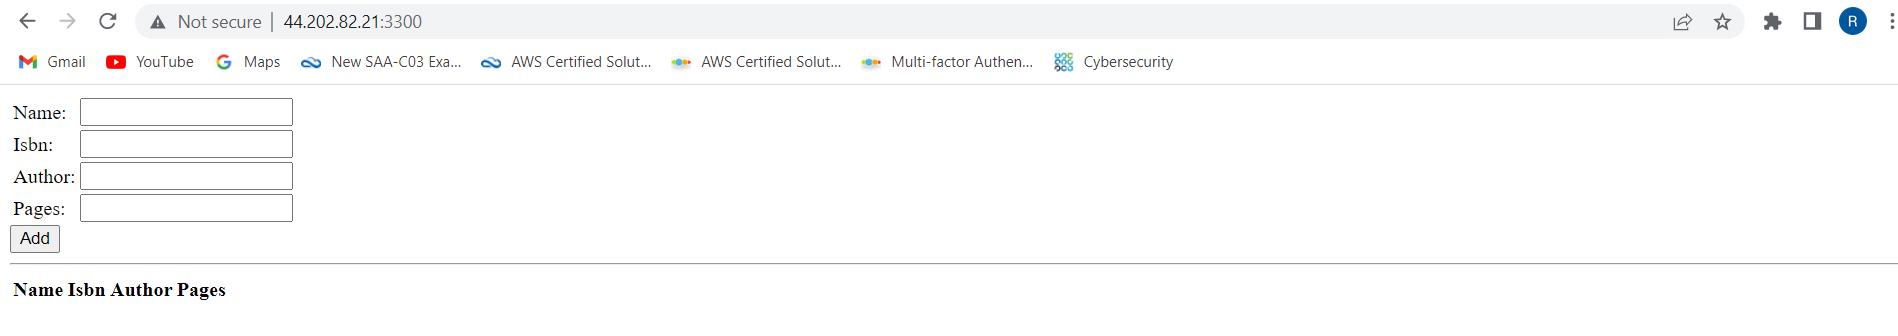 Not secure | 44.202.82.21:3300 R
Gmail YouTube Maps New SAA-C03 Exa... AWS Certified Solut... AWS Certified Solut... Multi-factor Authen... Cybersecurity
Name:
Isbn:
Author:
Pages:
Add
Name Isbn Author Pages